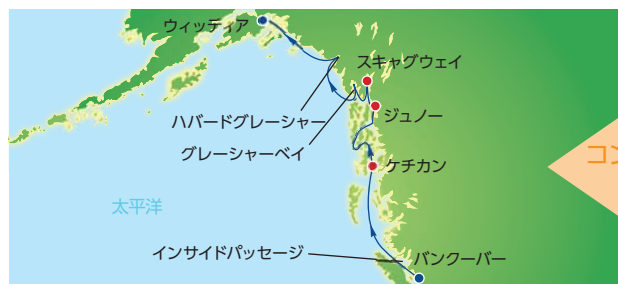 ウィッティア
スキャグウェイ
ハバードグレーシャー
ジュノー
グレーシャーベイ
ケチカン
コン
太平洋
インサイドパッセージ
バンクーバー